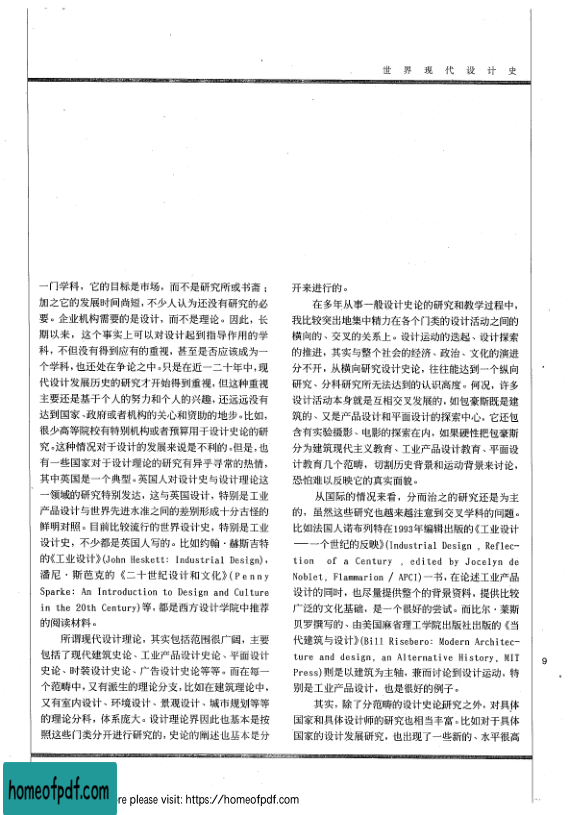 世界现代设计史
一门学科，它的目标是市场，而不是研究所或书斋；
加之它的发展时间尚短，不少人认为还没有研究的必
要。企业机构需要的是设计，而不是理论。因此，长
期以来，这个事实上可以对设计起到指导作用的学
科，不但没有得到应有的重视，甚至是否应该成为一
个学科，也还处在争论之中。只是在近一二十年中，现
代设计发展历史的研究才开始得到重视，但这种重视
主要还是基于个人的努力和个人的兴趣，还远远没有
达到国家、政府或者机构的关心和资助的地步。比如，
很少高等院校有特别机构或者预算用于设计史论的研
究。这种情况对于设计的发展来说是不利的。但是，也
有一些国家对于设计理论的研究有异乎寻常的热情，
其中英国是一个典型。英国人对设计史与设计理论这
一领域的研究特别发达，这与英国设计，特别是工业
产品设计与世界先进水准之间的差别形成十分古怪的
鲜明对照。目前比较流行的世界设计史，特别是工业
设计史，不少都是英国人写的。比如约翰·赫斯吉特
的《工业设计》(John Heskett: Industrial Design)，
潘尼·斯芭克的《二十世纪设计和文化》(Penny
Sparke: An Introduction to Design and Culture
in the 20th Century)等，都是西方设计学院中推荐
的阅读材料。
所谓现代设计理论，其实包括范围很广阔，主要
包括了现代建筑史论、工业产品设计史论、平面设计
史论、时装设计史论、广告设计史论等等。而在每一
个范畴中，又有派生的理论分支，比如在建筑理论中，
又有室内设计、环境设计、景观设计、城市规划等等
的理论分科，体系庞大。设计理论界因此也基本是按
照这些门类分开进行研究的，史论的阐述也基本是分
开来进行的。
在多年从事一般设计史论的研究和教学过程中，
我比较突出地集中精力在各个门类的设计活动之间的
横向的、交叉的关系上。设计运动的迭起、设计探索
的推进，其实与整个社会的经济、政治、文化的演进
分不开，从横向研究设计史论，往往能达到一个纵向
研究、分科研究所无法达到的认识高度。何况，许多
设计活动本身就是互相交叉发展的，如包豪斯既是建
筑的、又是产品设计和平面设计的探索中心，它还包
含有实验摄影、电影的探索在内，如果硬性把包豪斯
分为建筑现代主义教育、工业产品设计教育、平面设
计教育几个范畴，切割历史背景和运动背景来讨论，
恐怕难以反映它的真实面貌。
从国际的情况来看，分而治之的研究还是为主
的，虽然这些研究也越来越注意到交叉学科的问题。
比如法国人诺布列特在1993年编辑出版的《工业设计
——一个世纪的反映》(Industrial Design , Reflec-
tion of a Century , edited by Jocelyn de
Noblet, Flammarion / APCI)一书，在论述工业产品
设计的同时，也尽量提供整个的背景资料，提供比较
广泛的文化基础，是一个很好的尝试。而比尔·莱斯
贝罗撰写的、由美国麻省理工学院出版社出版的《当
代建筑与设计》(Bill Risebero: Modern Architec-
ture and design, an Alternative History, MIT
Press)则是以建筑为主轴，兼而讨论到设计运动，特
别是工业产品设计，也是很好的例子。
其实，除了分范畴的设计史论研究之外，对具体
国家和具体设计师的研究也相当丰富。比如对于具体
国家的设计发展研究，也出现了一些新的、水平很高
9
homeofpdf.com
re please visit: https://homeofpdf.com